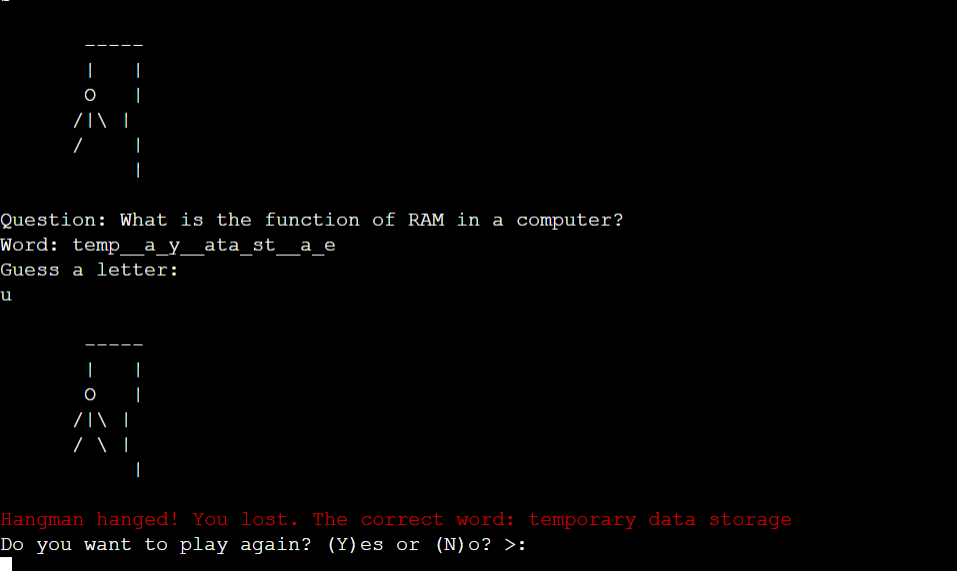 -----
|   |
O   |
/|\ |
/    |
|
Question: What is the function of RAM in a computer?
Word: temp__a_y__ata_st__a_e
Guess a letter:
u
-----
|   |
O   |
/|\ |
/ \ |
|
Hangman hanged! You lost. The correct word: temporary data storage
Do you want to play again? (Y)es or (N)o? >: